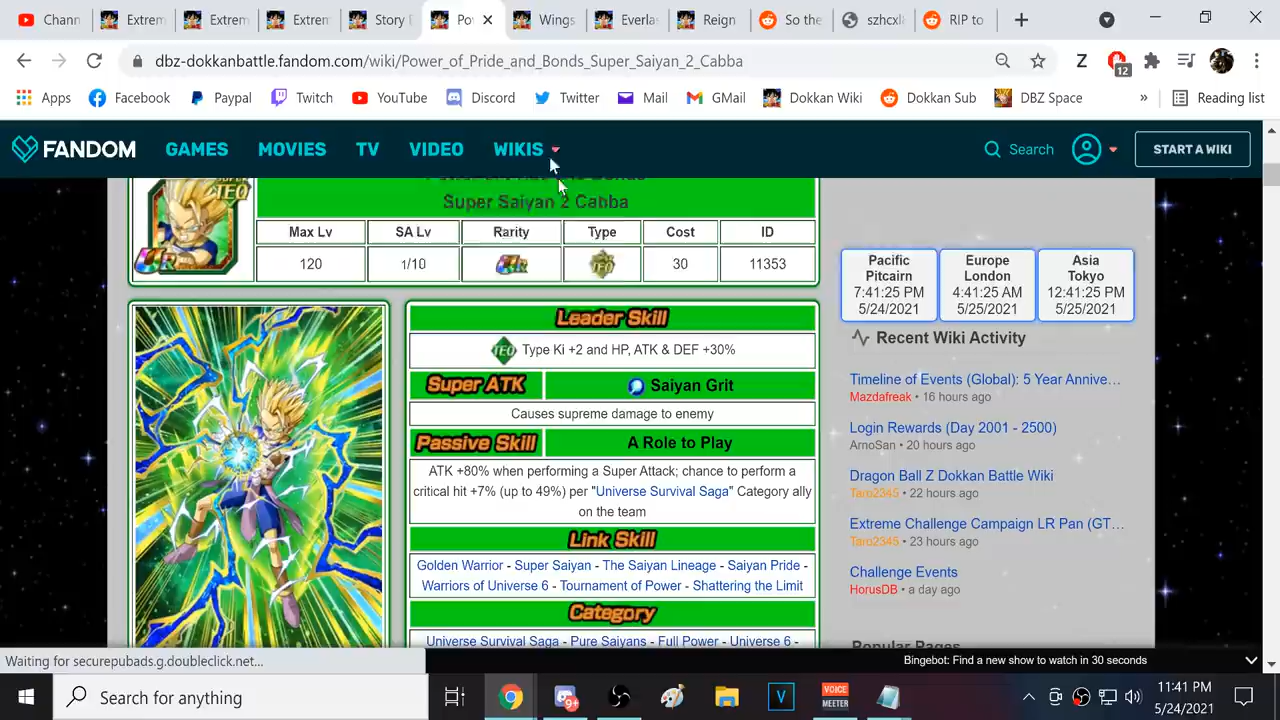 Chann
Extrem
Extrem
Extrem
Story
Po
Wings
Everla
Reign
So the
szhcxl
RIP to
dbz-dokkanbattle.fandom.com/wiki/Power_of_Pride_and_Bonds_Super_Saiyan_2_Cabba
Z
12
Apps
Facebook
Paypal
Twitch
YouTube
Discord
Twitter
Mail
GMail
Dokkan Wiki
Dokkan Sub
DBZ Space
»
Reading list
FANDOM
GAMES
MOVIES
TV
VIDEO
WIKIS
Search
START A WIKI
SUPER TEQ
UR
Super Saiyan 2 Cabba
Max Lv SA Lv Rarity Type Cost ID
120 1/10 UR TEQ 30 11353
Leader Skill
TEQ Type Ki +2 and HP, ATK & DEF +30%
Super ATK Saiyan Grit
Causes supreme damage to enemy
Passive Skill A Role to Play
ATK +80% when performing a Super Attack; chance to perform a
critical hit +7% (up to 49%) per "Universe Survival Saga" Category ally
on the team
Link Skill
Golden Warrior - Super Saiyan - The Saiyan Lineage - Saiyan Pride -
Warriors of Universe 6 - Tournament of Power - Shattering the Limit
Category
Universe Survival Saga - Pure Saiyans - Full Power - Universe 6 -
Pacific
Pitcairn
7:41:25 PM
5/24/2021
Europe
London
4:41:25 AM
5/25/2021
Asia
Tokyo
12:41:25 PM
5/25/2021
Recent Wiki Activity
Timeline of Events (Global): 5 Year Annive…
Mazdafreak • 16 hours ago
Login Rewards (Day 2001 - 2500)
ArnoSan • 20 hours ago
Dragon Ball Z Dokkan Battle Wiki
Taro2345 • 22 hours ago
Extreme Challenge Campaign LR Pan (GT…
Taro2345 • 23 hours ago
Challenge Events
HorusDB • a day ago
Popular Pages
Waiting for securepubads.g.doubleclick.net...
Bingebot: Find a new show to watch in 30 seconds
Search for anything
9+
V
VOICE
MEETER
11:41 PM
5/24/2021